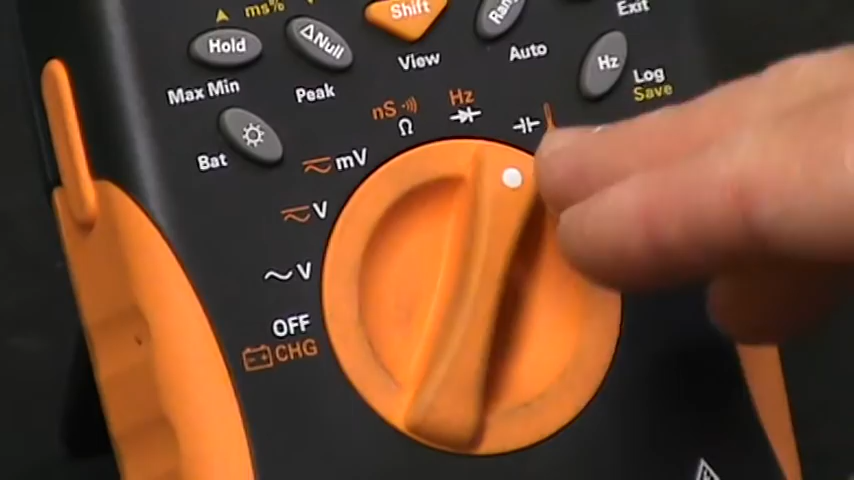 ms%
Exit
Hold
ΔNull
Shift
View
Auto
Hz
Log
Save
Max Min
Peak
nS
Hz
Ω
Bat
mV
V
~V
OFF
CHG